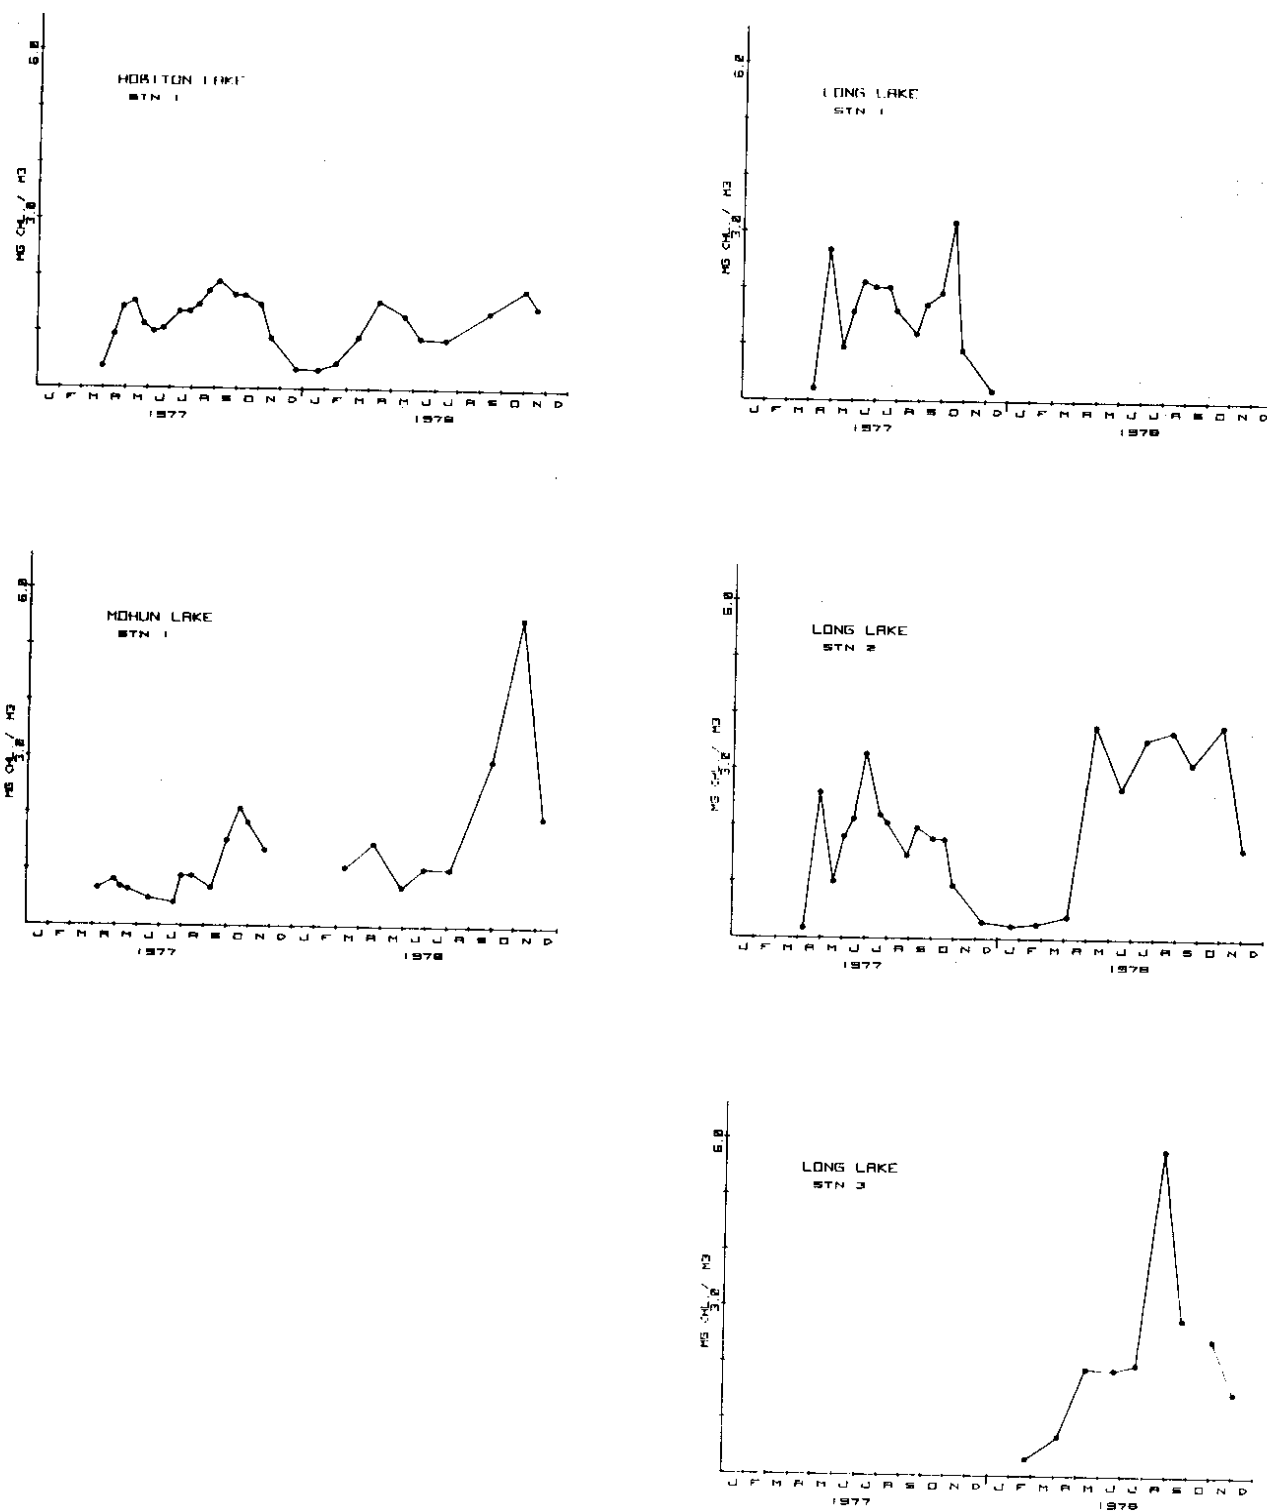 6.0
HOBITON LAKE
STN 1
MG CHL. / M3
3.0
J F M A M J J A S O N D J F M A M J J A S O N D
1977
1978
6.0
LONG LAKE
STN 1
MG CHL. / M3
3.0
J F M A M J J A S O N D J F M A M J J A S O N D
1977
1978
6.0
MOHUN LAKE
STN 1
MG CHL. / M3
3.0
J F M A M J J A S O N D J F M A M J J A S O N D
1977
1978
6.0
LONG LAKE
STN 2
MG CHL. / M3
3.0
J F M A M J J A S O N D J F M A M J J A S O N D
1977
1978
6.0
LONG LAKE
STN 3
MG CHL. / M3
3.0
J F M A M J J A S O N D J F M A M J J A S O N D
1977
1978